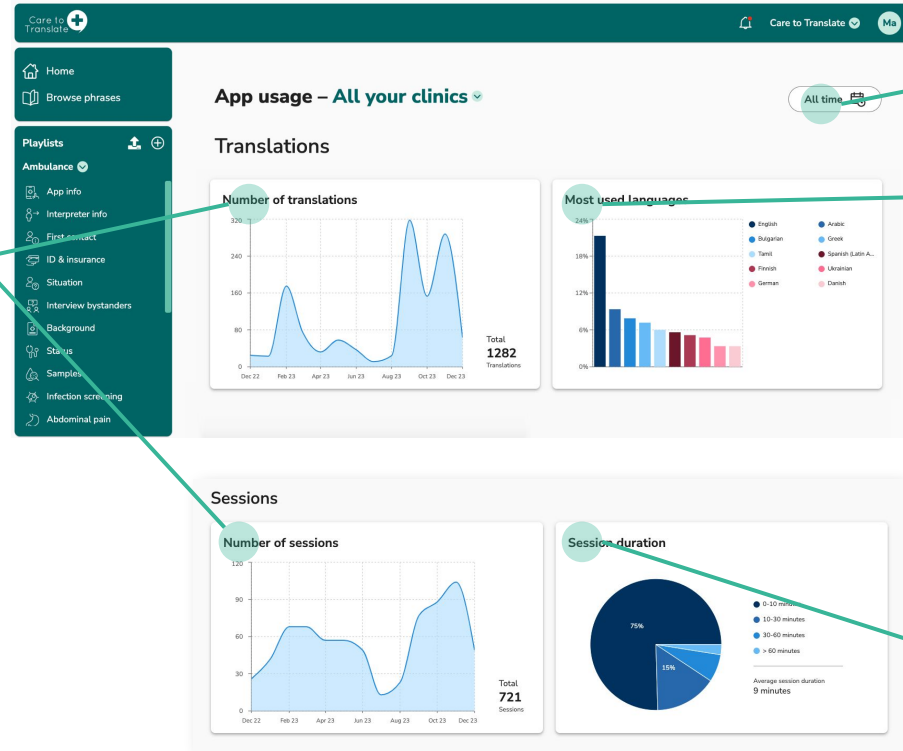 Care to
Translate
Care to Translate
Ma
Home
Browse phrases
Playlists
Ambulance
App info
Interpreter info
First contact
ID & insurance
Situation
Interview bystanders
Background
Status
Samples
Infection screening
Abdominal pain
App usage – All your clinics
All time
Translations
Number of translations
320
240
160
80
0
Dec 22
Feb 23
Apr 23
Jun 23
Aug 23
Oct 23
Dec 23
Total
1282
Translations
Most used languages
24%
18%
12%
6%
0%
English
Arabic
Bulgarian
Greek
Tamil
Spanish (Latin A...
Finnish
Ukrainian
German
Danish
Sessions
Number of sessions
120
90
60
30
0
Dec 22
Feb 23
Apr 23
Jun 23
Aug 23
Oct 23
Dec 23
Total
721
Sessions
Session duration
75%
15%
0-10 minutes
10-30 minutes
30-60 minutes
> 60 minutes
Average session duration
9 minutes